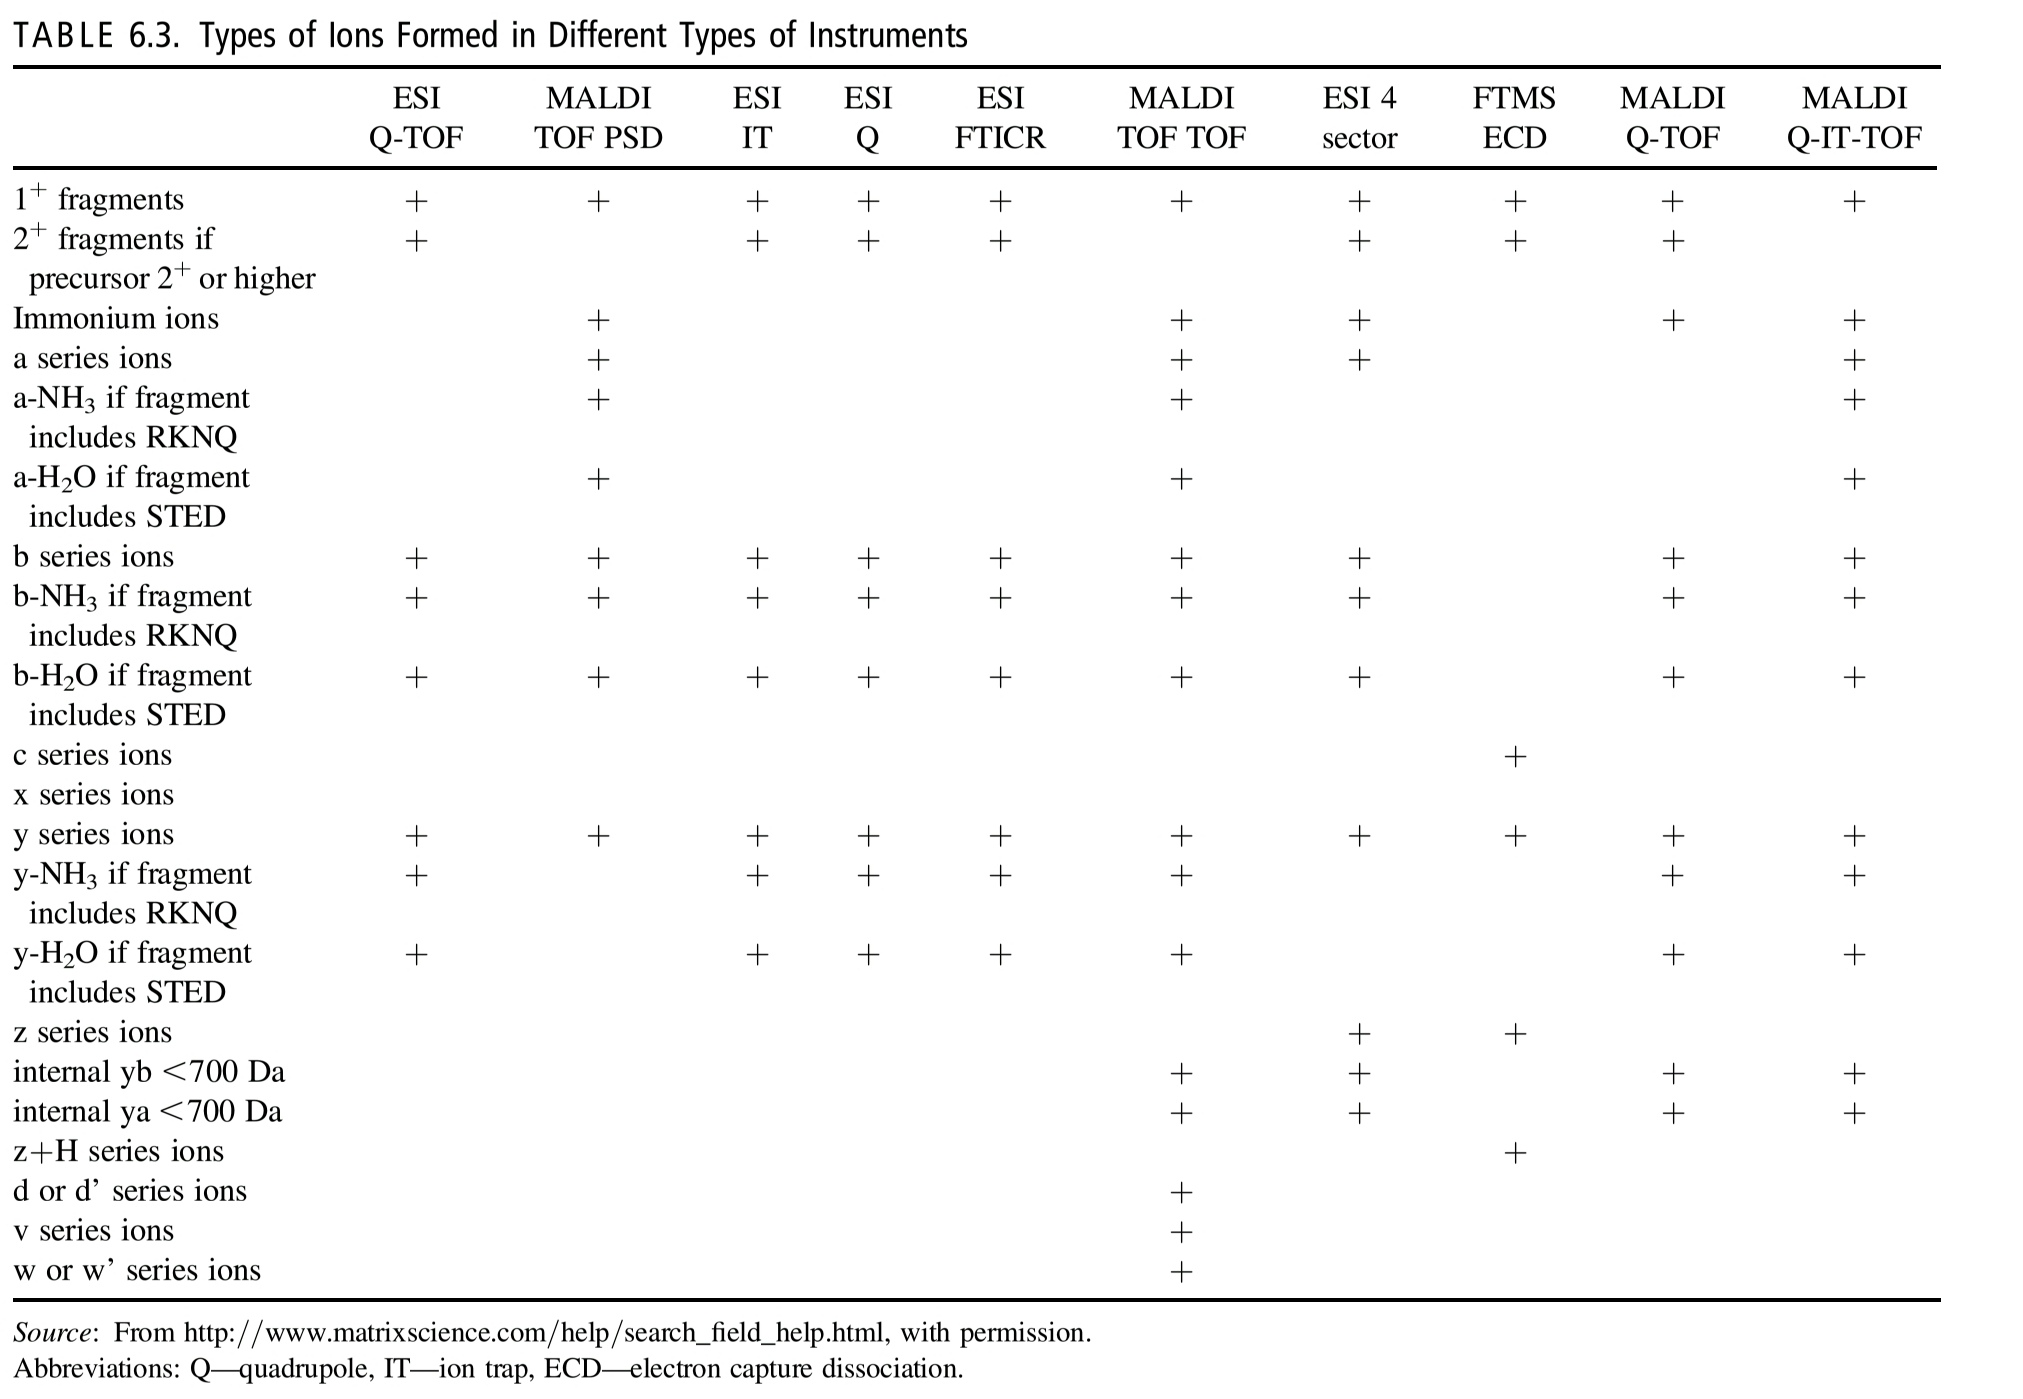 TABLE 6.3. Types of Ions Formed in Different Types of Instruments
ESI MALDI ESI ESI ESI MALDI ESI 4 FTMS MALDI MALDI
Q-TOF TOF PSD IT Q FTICR TOF TOF sector ECD Q-TOF Q-IT-TOF
1⁺ fragments + + + + + + + + + +
2⁺ fragments if + + + + + + +
precursor 2⁺ or higher
Immonium ions + + + + +
a series ions + + + +
a-NH₃ if fragment + + +
includes RKNQ
a-H₂O if fragment + + +
includes STED
b series ions + + + + + + + + +
b-NH₃ if fragment + + + + + + + + +
includes RKNQ
b-H₂O if fragment + + + + + + + + +
includes STED
c series ions +
x series ions
y series ions + + + + + + + + + +
y-NH₃ if fragment + + + + + + +
includes RKNQ
y-H₂O if fragment + + + + + + +
includes STED
z series ions + +
internal yb <700 Da + + + +
internal ya <700 Da + + + +
z+H series ions +
d or d’ series ions +
v series ions +
w or w’ series ions +
Source: From http://www.matrixscience.com/help/search_field_help.html, with permission.
Abbreviations: Q—quadrupole, IT—ion trap, ECD—electron capture dissociation.